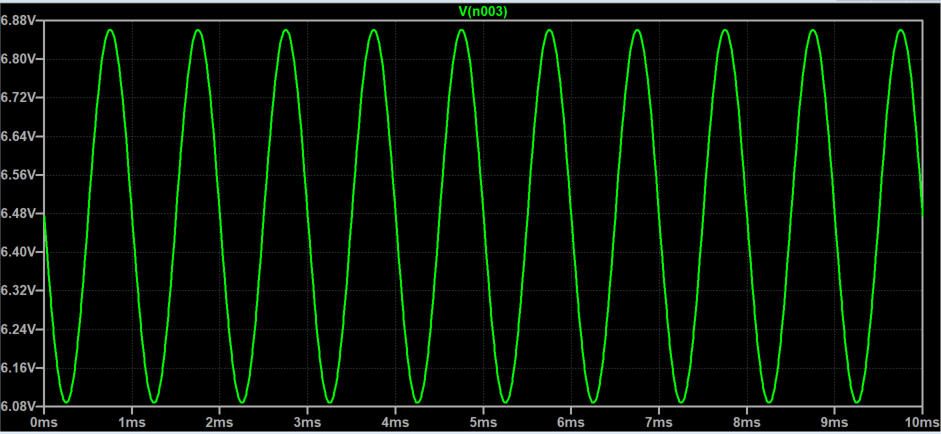 V(n003)
6.88V
6.80V
6.72V
6.64V
6.56V
6.48V
6.40V
6.32V
6.24V
6.16V
6.08V
0ms 1ms 2ms 3ms 4ms 5ms 6ms 7ms 8ms 9ms 10ms